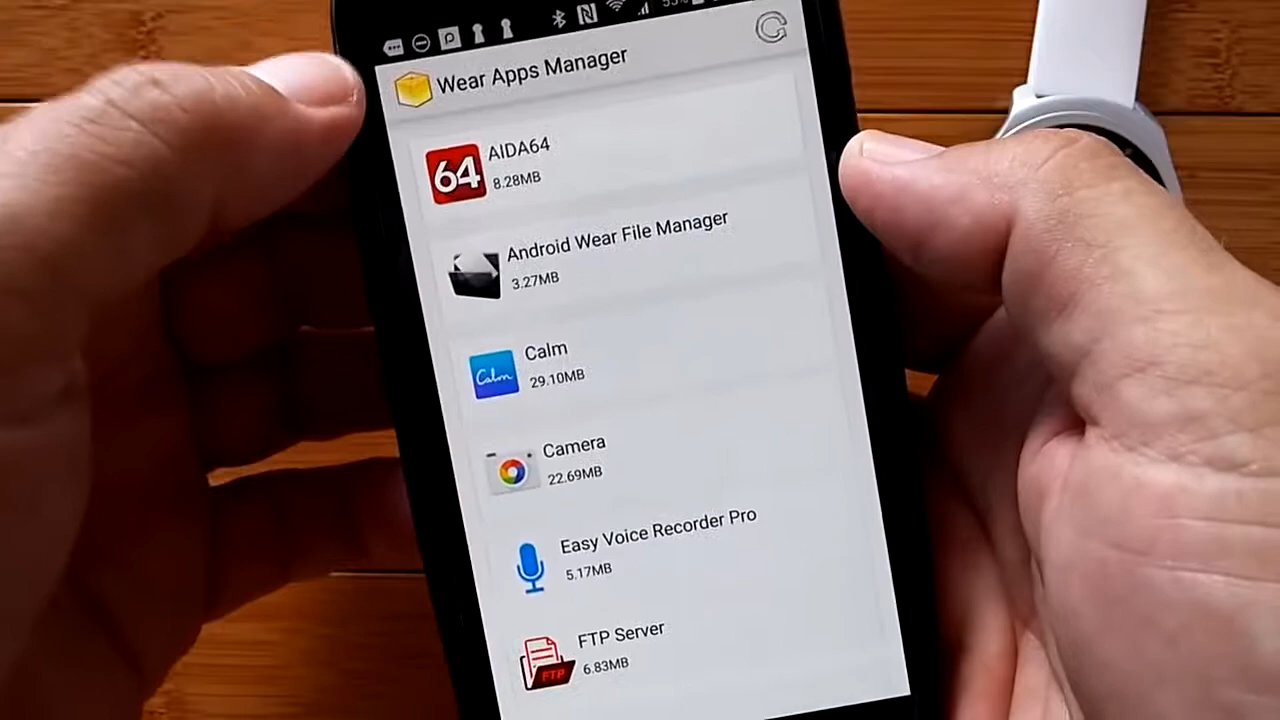 Wear Apps Manager
64
AIDA64
8.28MB
Android Wear File Manager
3.27MB
Calm
Calm
29.10MB
Camera
22.69MB
Easy Voice Recorder Pro
5.17MB
FTP Server
FTP
6.83MB